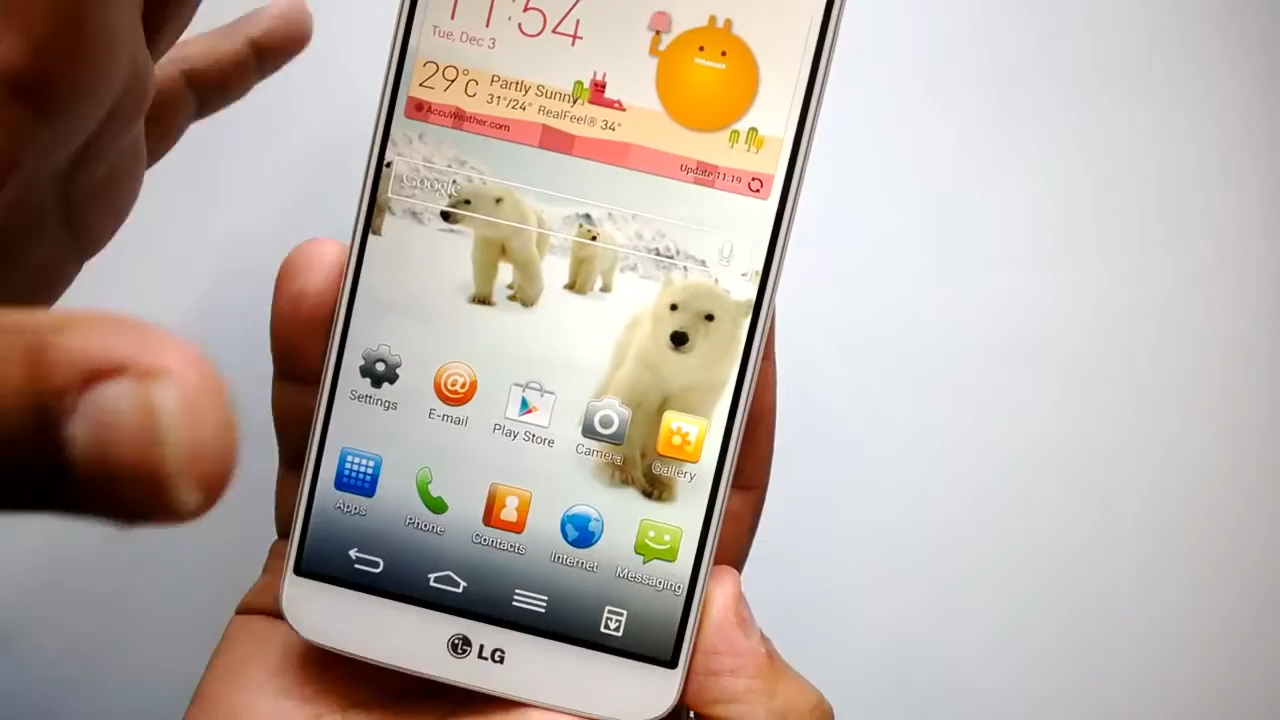 11:54
Tue, Dec 3
29°C
Partly Sunny
31°/24° RealFeel® 34°
AccuWeather.com
Update 11:19
Google
Settings
E-mail
Play Store
Camera
Gallery
Apps
Phone
Contacts
Internet
Messaging
LG